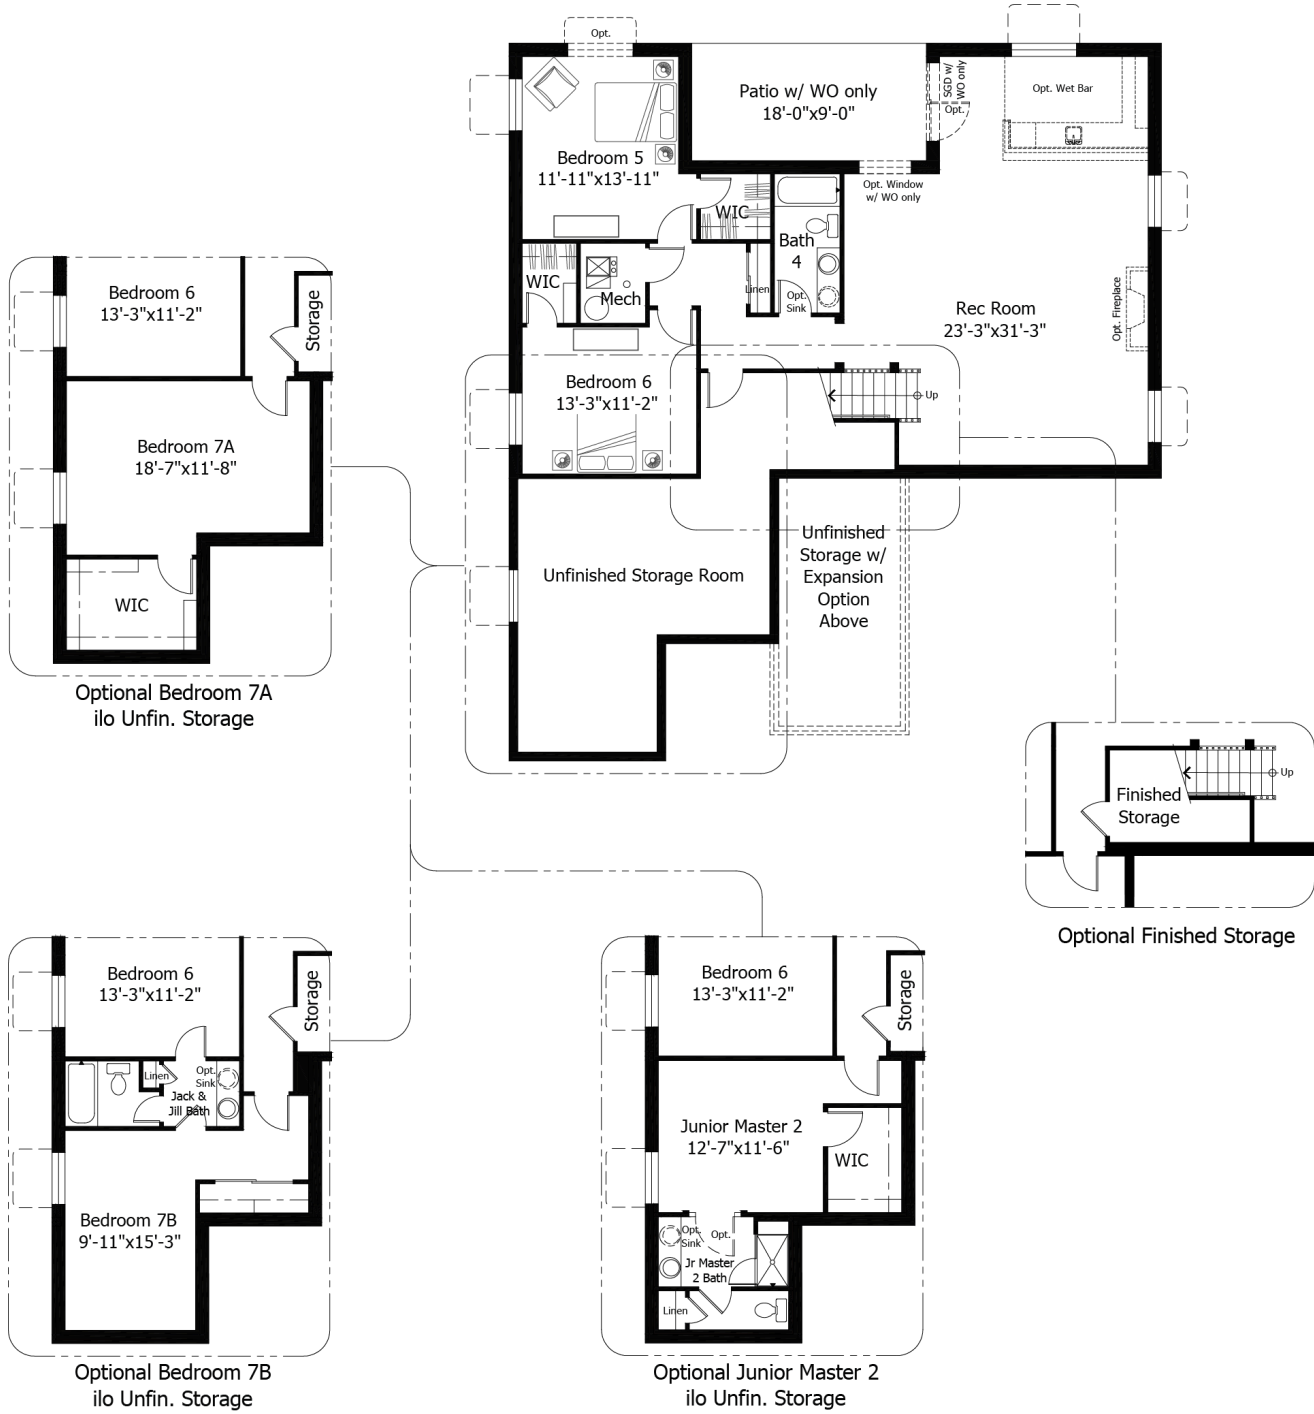 Opt.
Patio w/ WO only
18'-0"x9'-0"
SGD w/
WO only
Opt.
Opt. Wet Bar
Bedroom 5
11'-11"x13'-11"
Opt. Window
w/ WO only
WIC
Bath
4
WIC
Mech
Linen
Opt.
Sink
Rec Room
23'-3"x31'-3"
Opt. Fireplace
Bedroom 6
13'-3"x11'-2"
Up
Unfinished Storage Room
Unfinished
Storage w/
Expansion
Option
Above
Bedroom 6
13'-3"x11'-2"
Storage
Bedroom 7A
18'-7"x11'-8"
WIC
Optional Bedroom 7A
ilo Unfin. Storage
Up
Finished
Storage
Optional Finished Storage
Bedroom 6
13'-3"x11'-2"
Storage
Linen
Opt.
Sink
Jack &
Jill Bath
Bedroom 7B
9'-11"x15'-3"
Optional Bedroom 7B
ilo Unfin. Storage
Bedroom 6
13'-3"x11'-2"
Storage
Junior Master 2
12'-7"x11'-6"
WIC
Opt.
Sink
Opt.
Jr Master
2 Bath
Linen
Optional Junior Master 2
ilo Unfin. Storage